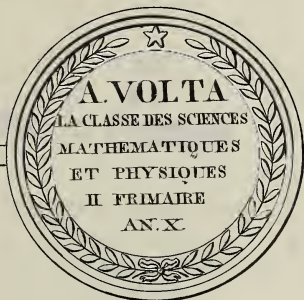 A. VOLTA
LA CLASSE DES SCIENCES
MATHEMATIQUES
ET PHYSIQUES
II FRIMAIRE
AN. X.